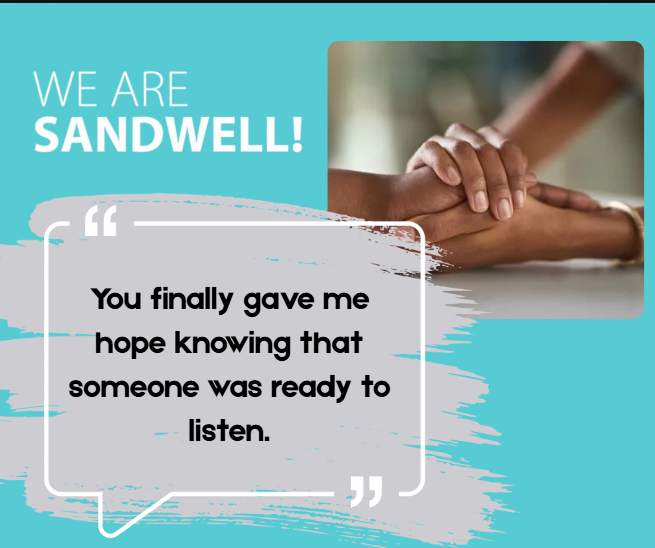 WE ARE
SANDWELL!
“
You finally gave me
hope knowing that
someone was ready to
listen.
”